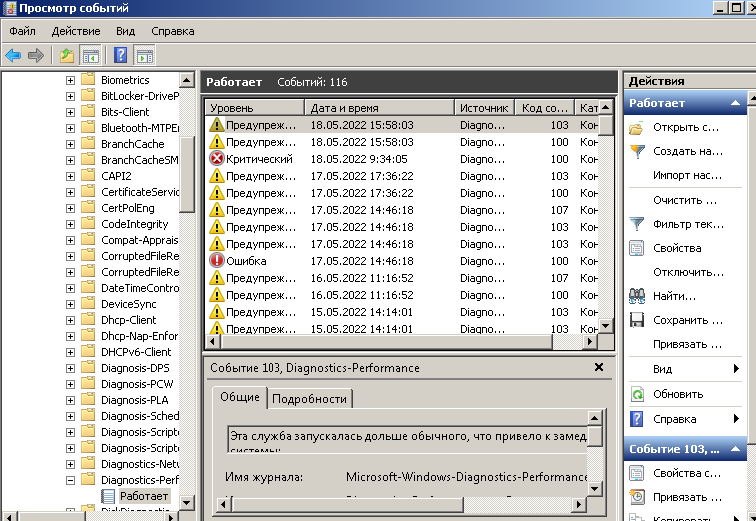 Просмотр событий
Файл Действие Вид Справка
Biometrics
BitLocker-DriveP
Bits-Client
Bluetooth-MTPEn
BranchCache
BranchCacheSM
CAPI2
CertificateServic
CertPolEng
CodeIntegrity
Compat-Apprais
CorruptedFileRe
CorruptedFileRe
DateTimeContro
DeviceSync
Dhcp-Client
Dhcp-Nap-Enfor
DHCPv6-Client
Diagnosis-DPS
Diagnosis-PCW
Diagnosis-PLA
Diagnosis-Sched
Diagnosis-Scripte
Diagnosis-Scripte
Diagnostics-Netw
Diagnostics-Perf
Работает
DiskDiagnostic
Работает Событий: 116
Уровень Дата и время Источник Код со... Кат
Предупреж... 18.05.2022 15:58:03 Diagno... 103 Кон
Предупреж... 18.05.2022 15:58:03 Diagno... 100 Кон
Критический 18.05.2022 9:34:05 Diagno... 100 Кон
Предупреж... 17.05.2022 17:36:22 Diagno... 103 Кон
Предупреж... 17.05.2022 17:36:22 Diagno... 100 Кон
Предупреж... 17.05.2022 14:46:18 Diagno... 107 Кон
Предупреж... 17.05.2022 14:46:18 Diagno... 103 Кон
Предупреж... 17.05.2022 14:46:18 Diagno... 103 Кон
Ошибка 17.05.2022 14:46:18 Diagno... 100 Кон
Предупреж... 16.05.2022 11:16:52 Diagno... 107 Кон
Предупреж... 16.05.2022 11:16:52 Diagno... 100 Кон
Предупреж... 15.05.2022 14:14:01 Diagno... 103 Кон
Предупреж... 15.05.2022 14:14:01 Diagno... 103 Кон
Событие 103, Diagnostics-Performance
Общие Подробности
Эта служба запускалась дольше обычного, что привело к замед
системы:
Имя журнала: Microsoft-Windows-Diagnostics-Performance
Действия
Работает
Открыть с...
Создать на...
Импорт нас...
Очистить ...
Фильтр тек...
Свойства
Отключить...
Найти...
Сохранить ...
Привязать ...
Вид
Обновить
Справка
Событие 103, ...
Свойства с...
Привязать ...
Копировать